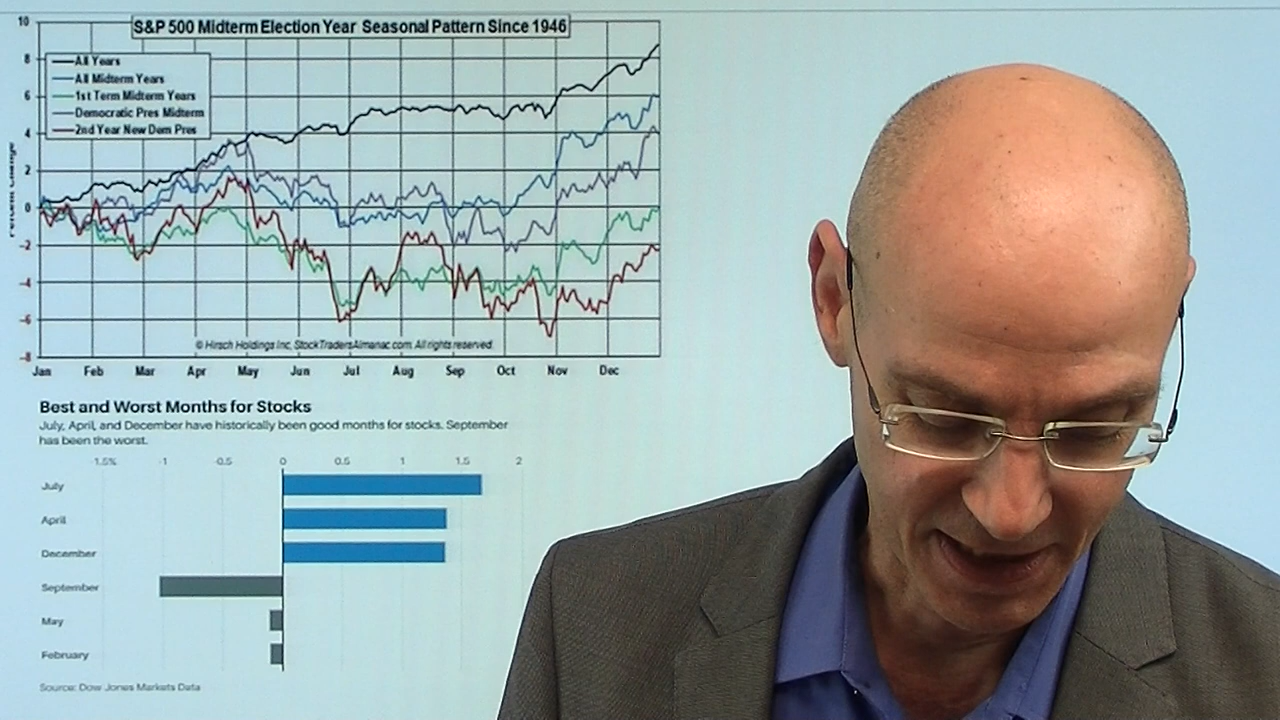 S&P 500 Midterm Election Year Seasonal Pattern Since 1946
10
8
6
4
2
0
-2
-4
-6
-8
Percent Change
All Years
All Midterm Years
1st Term Midterm Years
Democratic Pres Midterm
2nd Year New Dem Pres
© Hirsch Holdings Inc, StockTradersAlmanac.com. All rights reserved.
Jan Feb Mar Apr May Jun Jul Aug Sep Oct Nov Dec
Best and Worst Months for Stocks
July, April, and December have historically been good months for stocks. September
has been the worst.
-1.5% -1 -0.5 0 0.5 1 1.5 2
July
April
December
September
May
February
Source: Dow Jones Markets Data